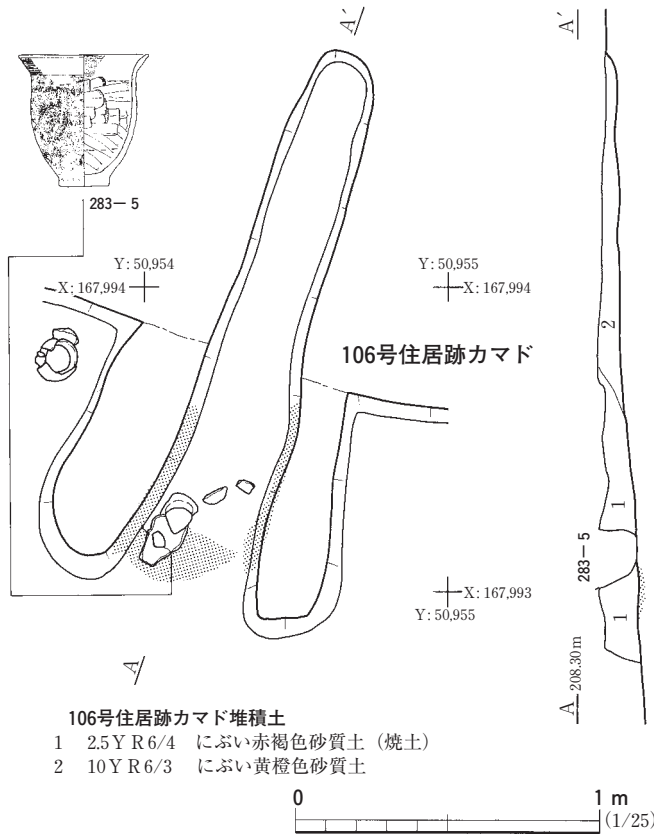 A′
A′
283−5
Y: 50,954
X: 167,994
Y: 50,955
X: 167,994
2
106号住居跡カマド
1
283−5
1
X: 167,993
Y: 50,955
A
A 208.30m
106号住居跡カマド堆積土
1 2.5ＹＲ6/4 にぶい赤褐色砂質土（焼土）
2 10ＹＲ6/3 にぶい黄橙色砂質土
0 1 m
(1/25)